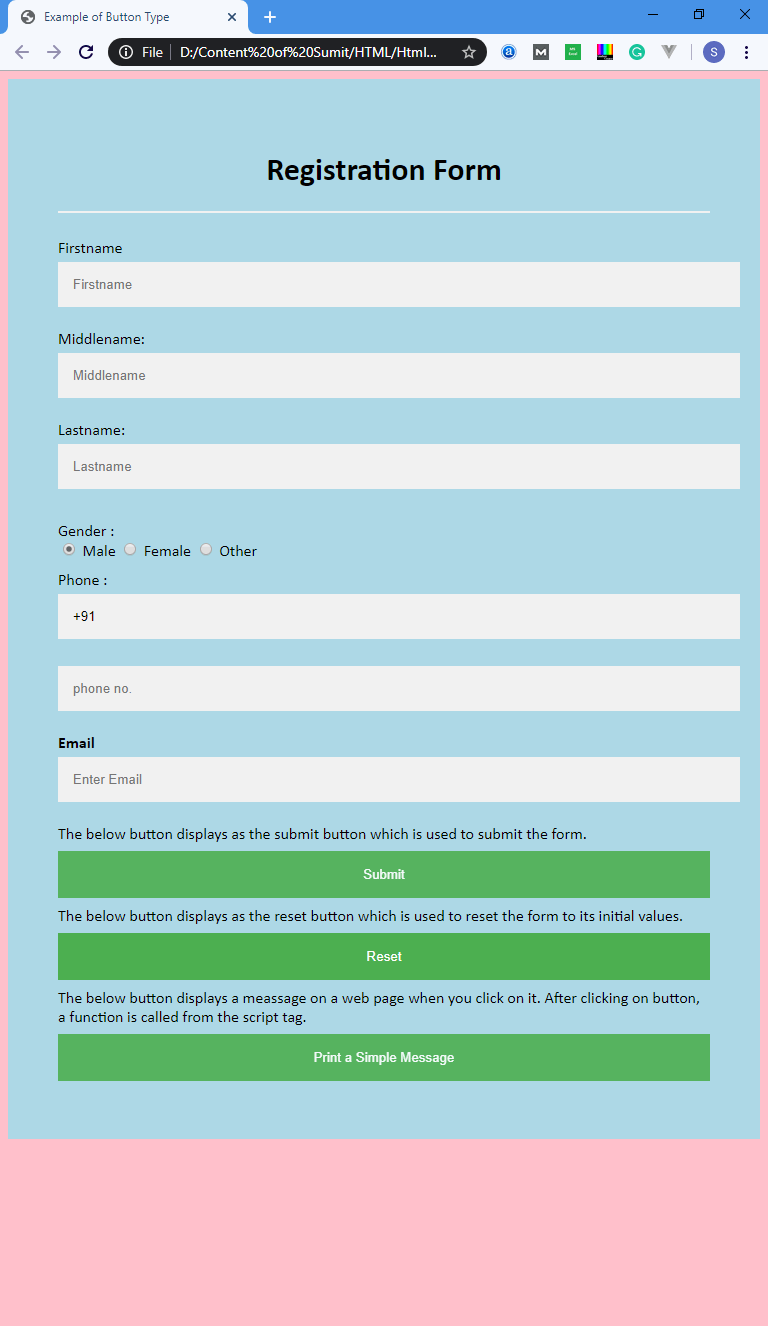 Example of Button Type
File
D:/Content%20of%20Sumit/HTML/Html...
S
Registration Form
Firstname
Firstname
Middlename:
Middlename
Lastname:
Lastname
Gender :
Male Female Other
Phone :
+91
phone no.
Email
Enter Email
The below button displays as the submit button which is used to submit the form.
Submit
The below button displays as the reset button which is used to reset the form to its initial values.
Reset
The below button displays a meassage on a web page when you click on it. After clicking on button,
a function is called from the script tag.
Print a Simple Message